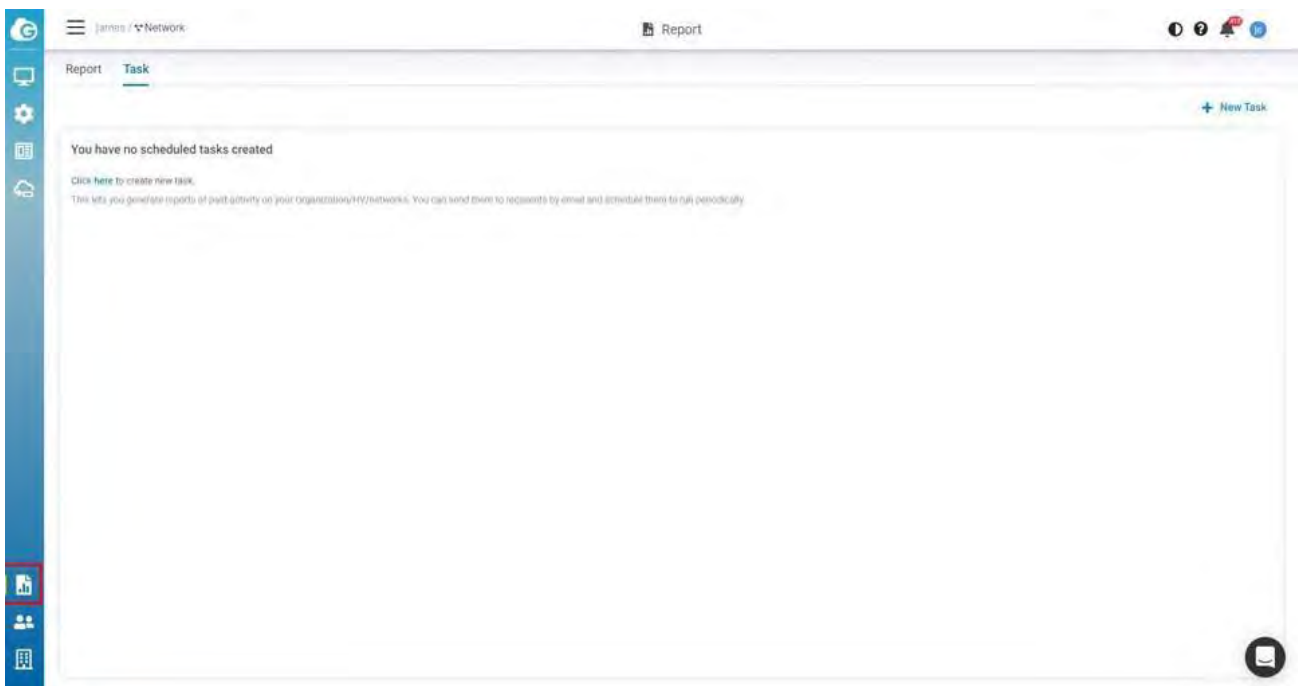 James / Network
Report
Report Task
+ New Task
You have no scheduled tasks created
Click here to create new task.
This lets you generate reports of past activity on your Organization/HV/networks. You can send them to recipients by email and schedule them to run periodically.